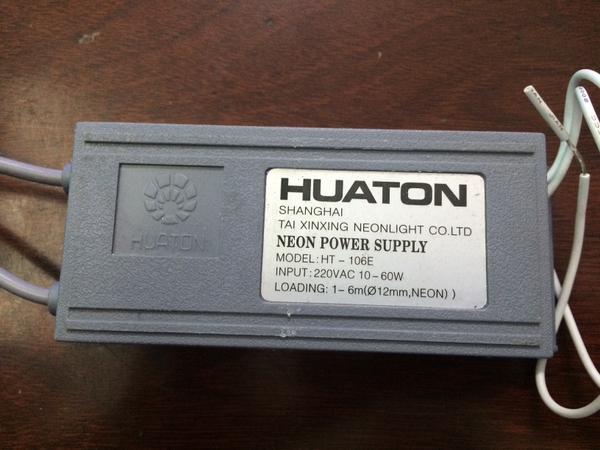 HUATON
HUATON
SHANGHAI
TAI XINXING NEONLIGHT CO.LTD
NEON POWER SUPPLY
MODEL: HT - 106E
INPUT: 220VAC 10-60W
LOADING: 1-6m(Ø12mm,NEON) )